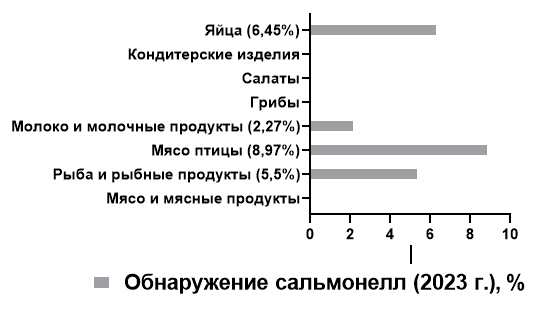 Яйца (6,45%)
Кондитерские изделия
Салаты
Грибы
Молоко и молочные продукты (2,27%)
Мясо птицы (8,97%)
Рыба и рыбные продукты (5,5%)
Мясо и мясные продукты
0 2 4 6 8 10
Обнаружение сальмонелл (2023 г.), %